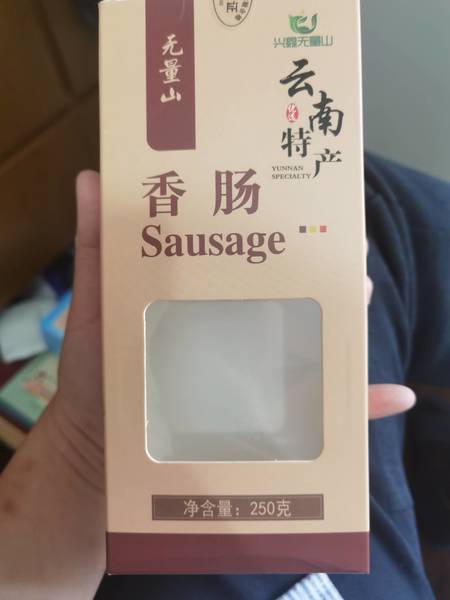 兴鑫无量山
无量山
云南
特产
YUNNAN
SPECIALTY
香肠
Sausage
净含量：250克